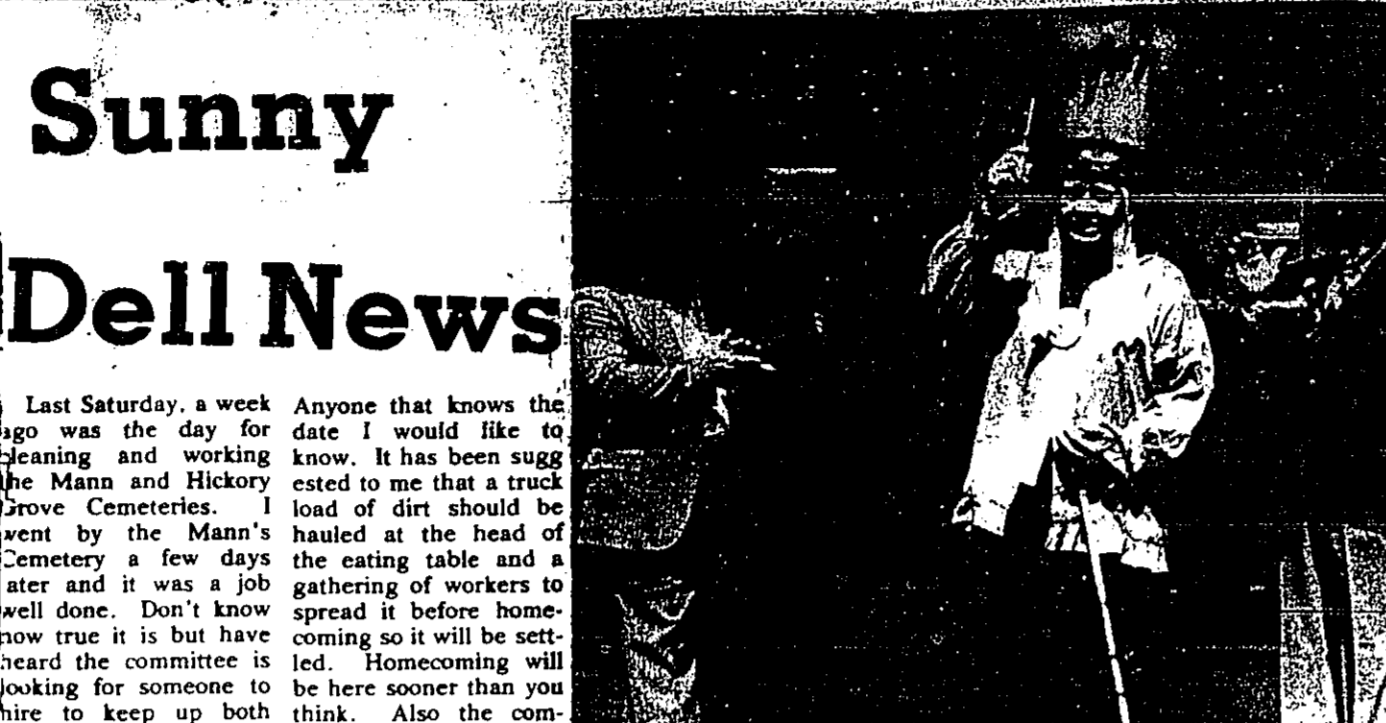 Sunny
Dell News
Last Saturday, a week
ago was the day for
cleaning and working
the Mann and Hickory
Grove Cemeteries. I
went by the Mann's
Cemetery a few days
later and it was a job
well done. Don't know
how true it is but have
heard the committee is
looking for someone to
hire to keep up both
Anyone that knows the
date I would like to
know. It has been sugg
ested to me that a truck
load of dirt should be
hauled at the head of
the eating table and a
gathering of workers to
spread it before home-
coming so it will be sett-
led. Homecoming will
be here sooner than you
think. Also the com-